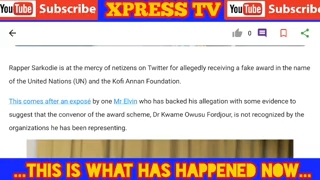 YouTube Subscribe XPRESS TV YouTube Subscribe
0
Rapper Sarkodie is at the mercy of netizens on Twitter for allegedly receiving a fake award in the name
of the United Nations (UN) and the Kofi Annan Foundation.
This comes after an exposé by one Mr Elvin who has backed his allegation with some evidence to
suggest that the convenor of the award scheme, Dr Kwame Owusu Fordjour, is not recognized by the
organizations he has been representing.
...THIS IS WHAT HAS HAPPENED NOW...